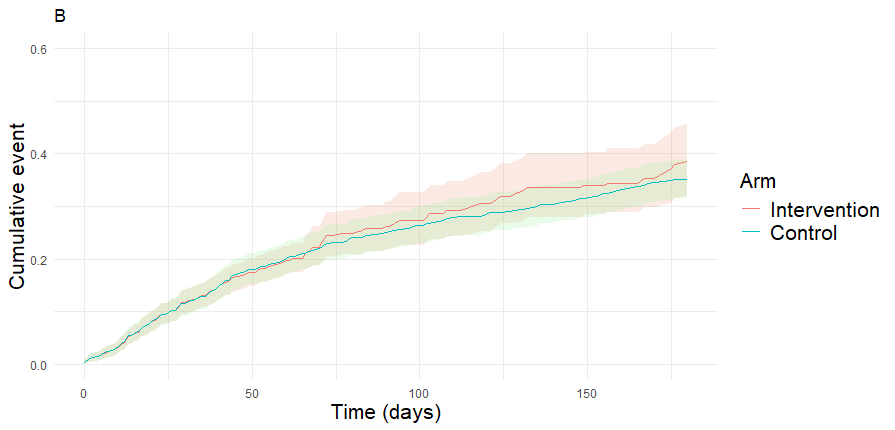 B
Cumulative event
0.6
0.4
0.2
0.0
0
50
100
150
Time (days)
Arm
Intervention
Control